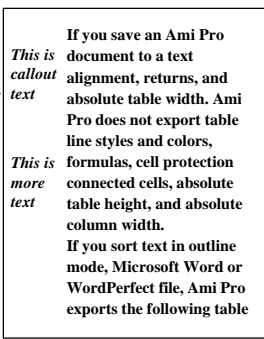 This is
callout
text
This is
more
text
If you save an Ami Pro
document to a text
alignment, returns, and
absolute table width. Ami
Pro does not export table
line styles and colors,
formulas, cell protection
connected cells, absolute
table height, and absolute
column width.
If you sort text in outline
mode, Microsoft Word or
WordPerfect file, Ami Pro
exports the following table